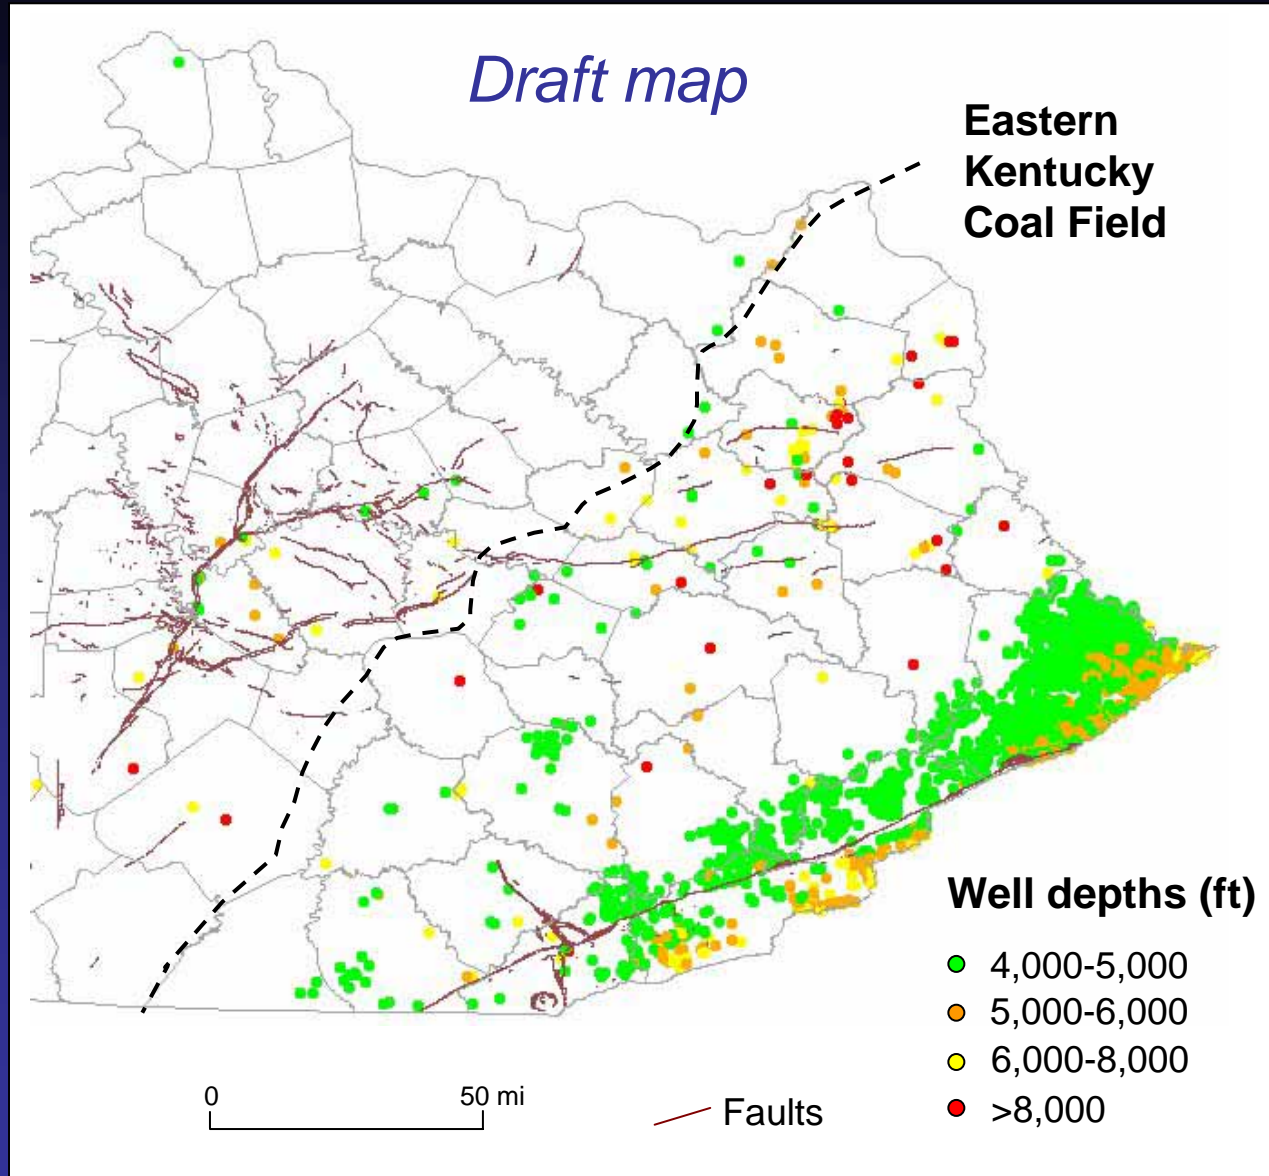 Draft map
Eastern
Kentucky
Coal Field
Well depths (ft)
4,000-5,000
5,000-6,000
6,000-8,000
>8,000
0 50 mi
Faults